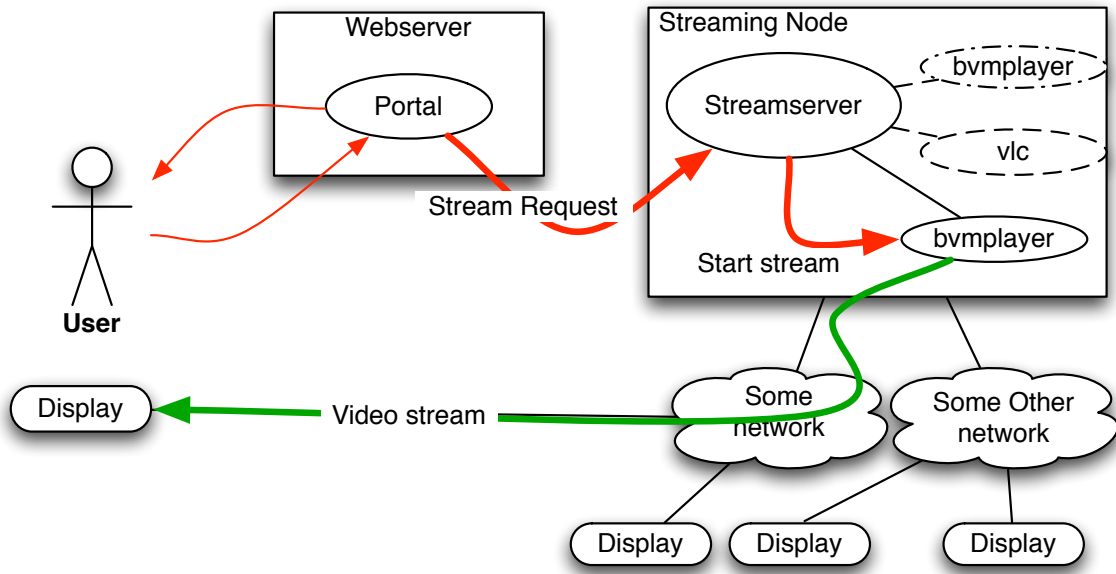 Webserver
Portal
Streaming Node
Streamserver
bvmplayer
vlc
bvmplayer
Stream Request
Start stream
User
Display
Video stream
Some
network
Some Other
network
Display
Display
Display